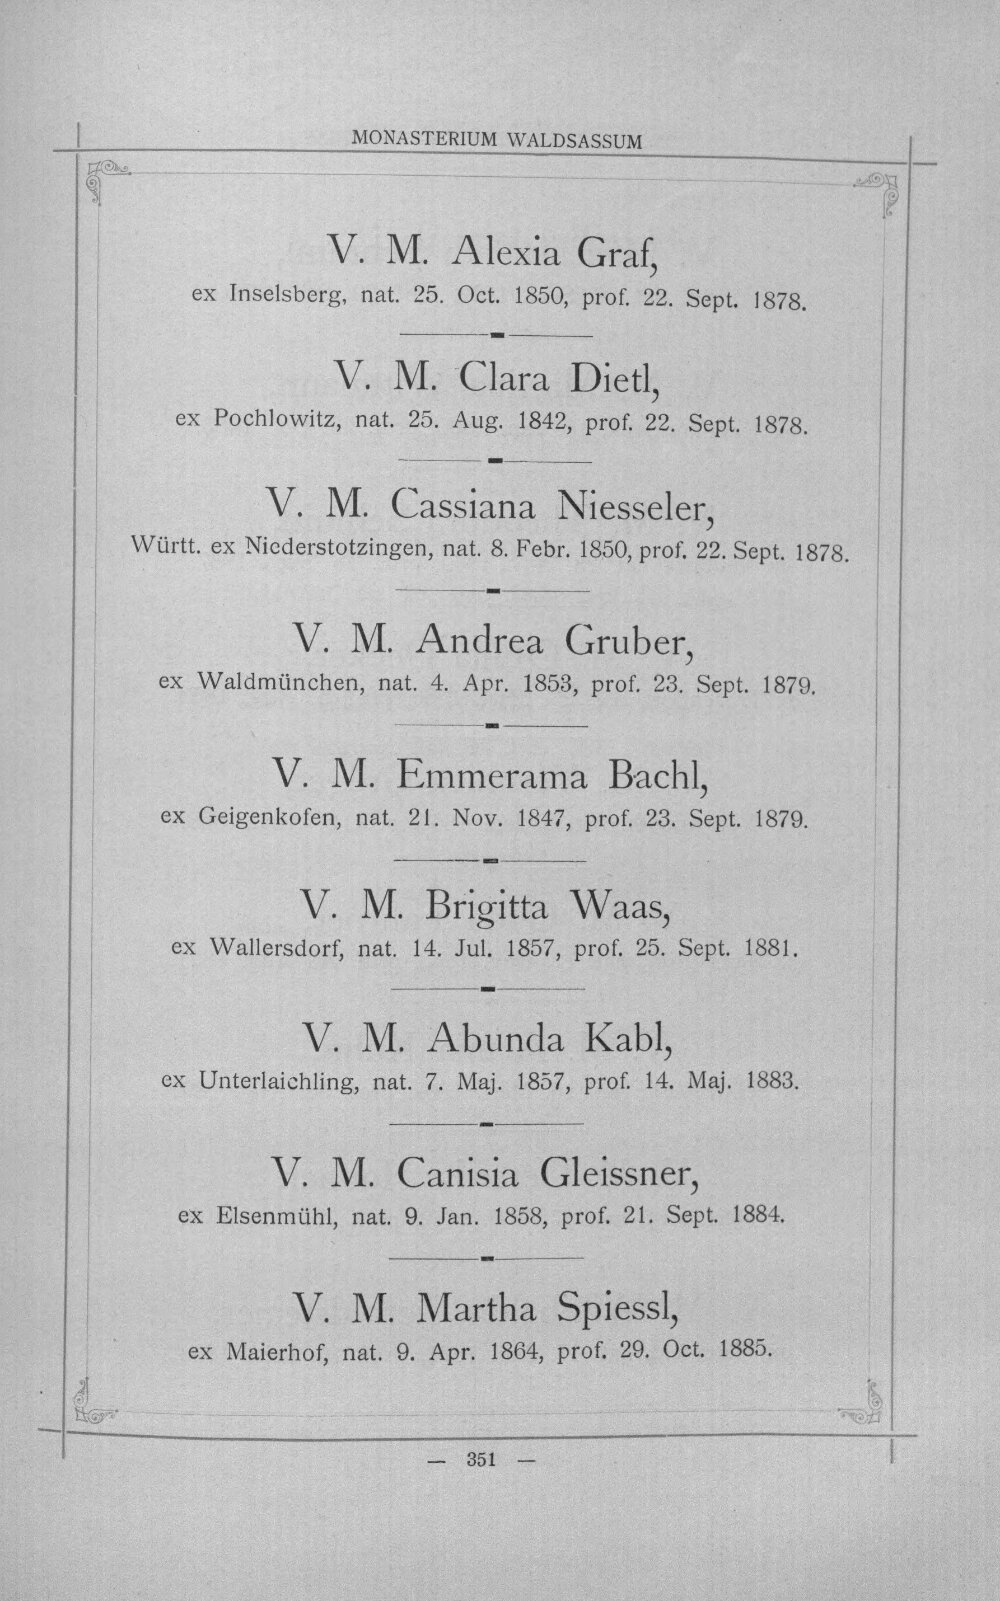 MONASTERIUM WALDSASSUM
V. M. Alexia Graf,
ex Inselsberg, nat. 25. Oct. 1850, prof. 22. Sept. 1878.
V. M. Clara Dietl,
ex Pochlowitz, nat. 25. Aug. 1842, prof. 22. Sept. 1878.
V. M. Cassiana Niesseler,
Württ. ex Niederstotzingen, nat. 8. Febr. 1850, prof. 22. Sept. 1878.
V. M. Andrea Gruber,
ex Waldmünchen, nat. 4. Apr. 1853, prof. 23. Sept. 1879.
V. M. Emmerama Bachl,
ex Geigenkofen, nat. 21. Nov. 1847, prof. 23. Sept. 1879.
V. M. Brigitta Waas,
ex Wallersdorf, nat. 14. Jul. 1857, prof. 25. Sept. 1881.
V. M. Abunda Kabl,
ex Unterlaichling, nat. 7. Maj. 1857, prof. 14. Maj. 1883.
V. M. Canisia Gleissner,
ex Elsenmühl, nat. 9. Jan. 1858, prof. 21. Sept. 1884.
V. M. Martha Spiessl,
ex Maierhof, nat. 9. Apr. 1864, prof. 29. Oct. 1885.
— 351 —